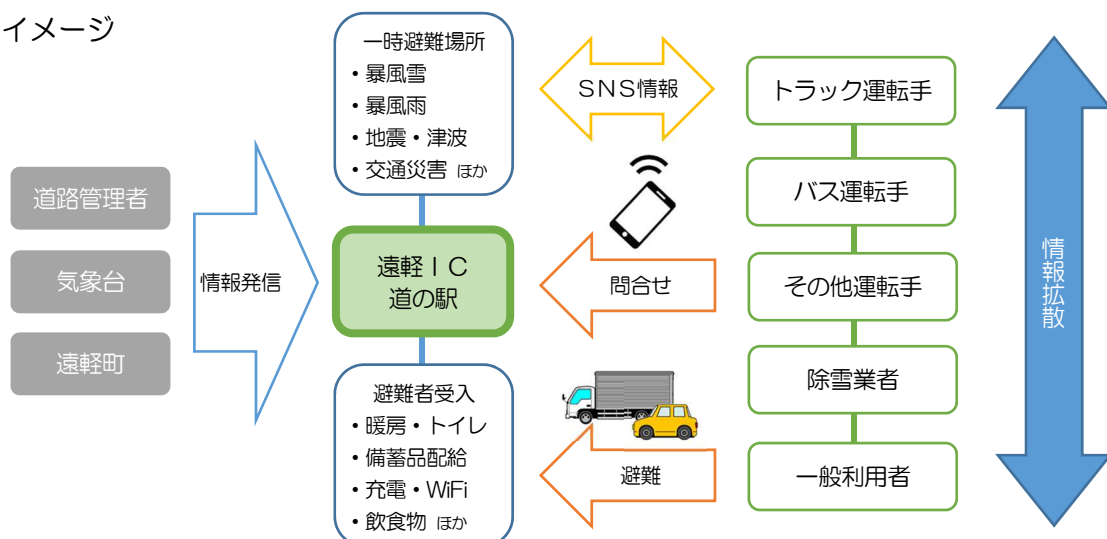 イメージ
道路管理者
気象台
遠軽町
情報発信
一時避難場所
・暴風雪
・暴風雨
・地震・津波
・交通災害 ほか
遠軽IC
道の駅
避難者受入
・暖房・トイレ
・備蓄品配給
・充電・WiFi
・飲食物 ほか
SNS情報
問合せ
避難
トラック運転手
バス運転手
その他運転手
除雪業者
一般利用者
情報拡散